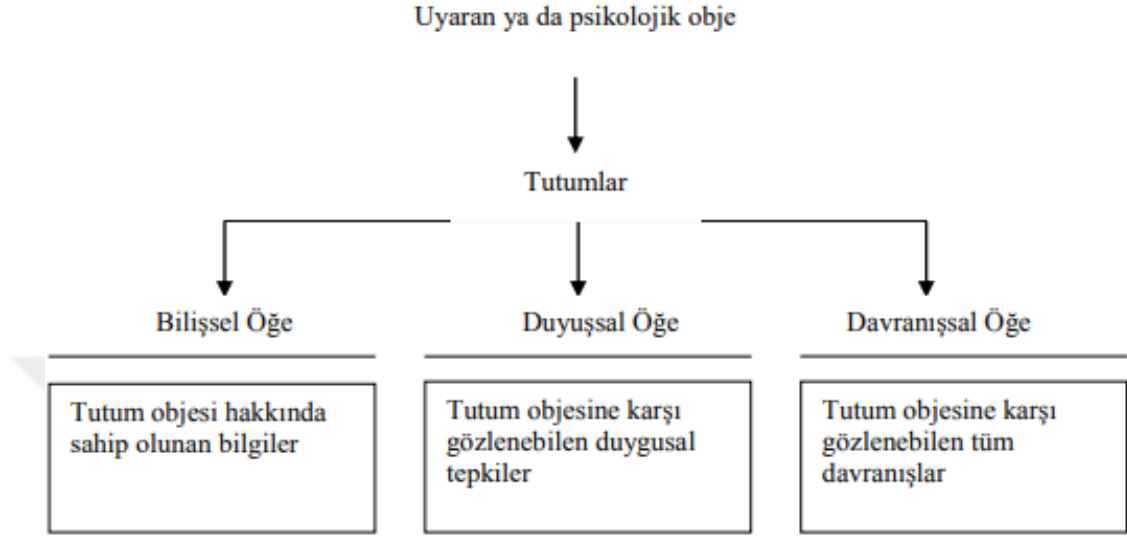 Uyaran ya da psikolojik obje
Tutumlar
Bilişsel Öğe
Duyuşsal Öğe
Davranışsal Öğe
Tutum objesi hakkında
sahip olunan bilgiler
Tutum objesine karşı
gözlenebilen duygusal
tepkiler
Tutum objesine karşı
gözlenebilen tüm
davranışlar